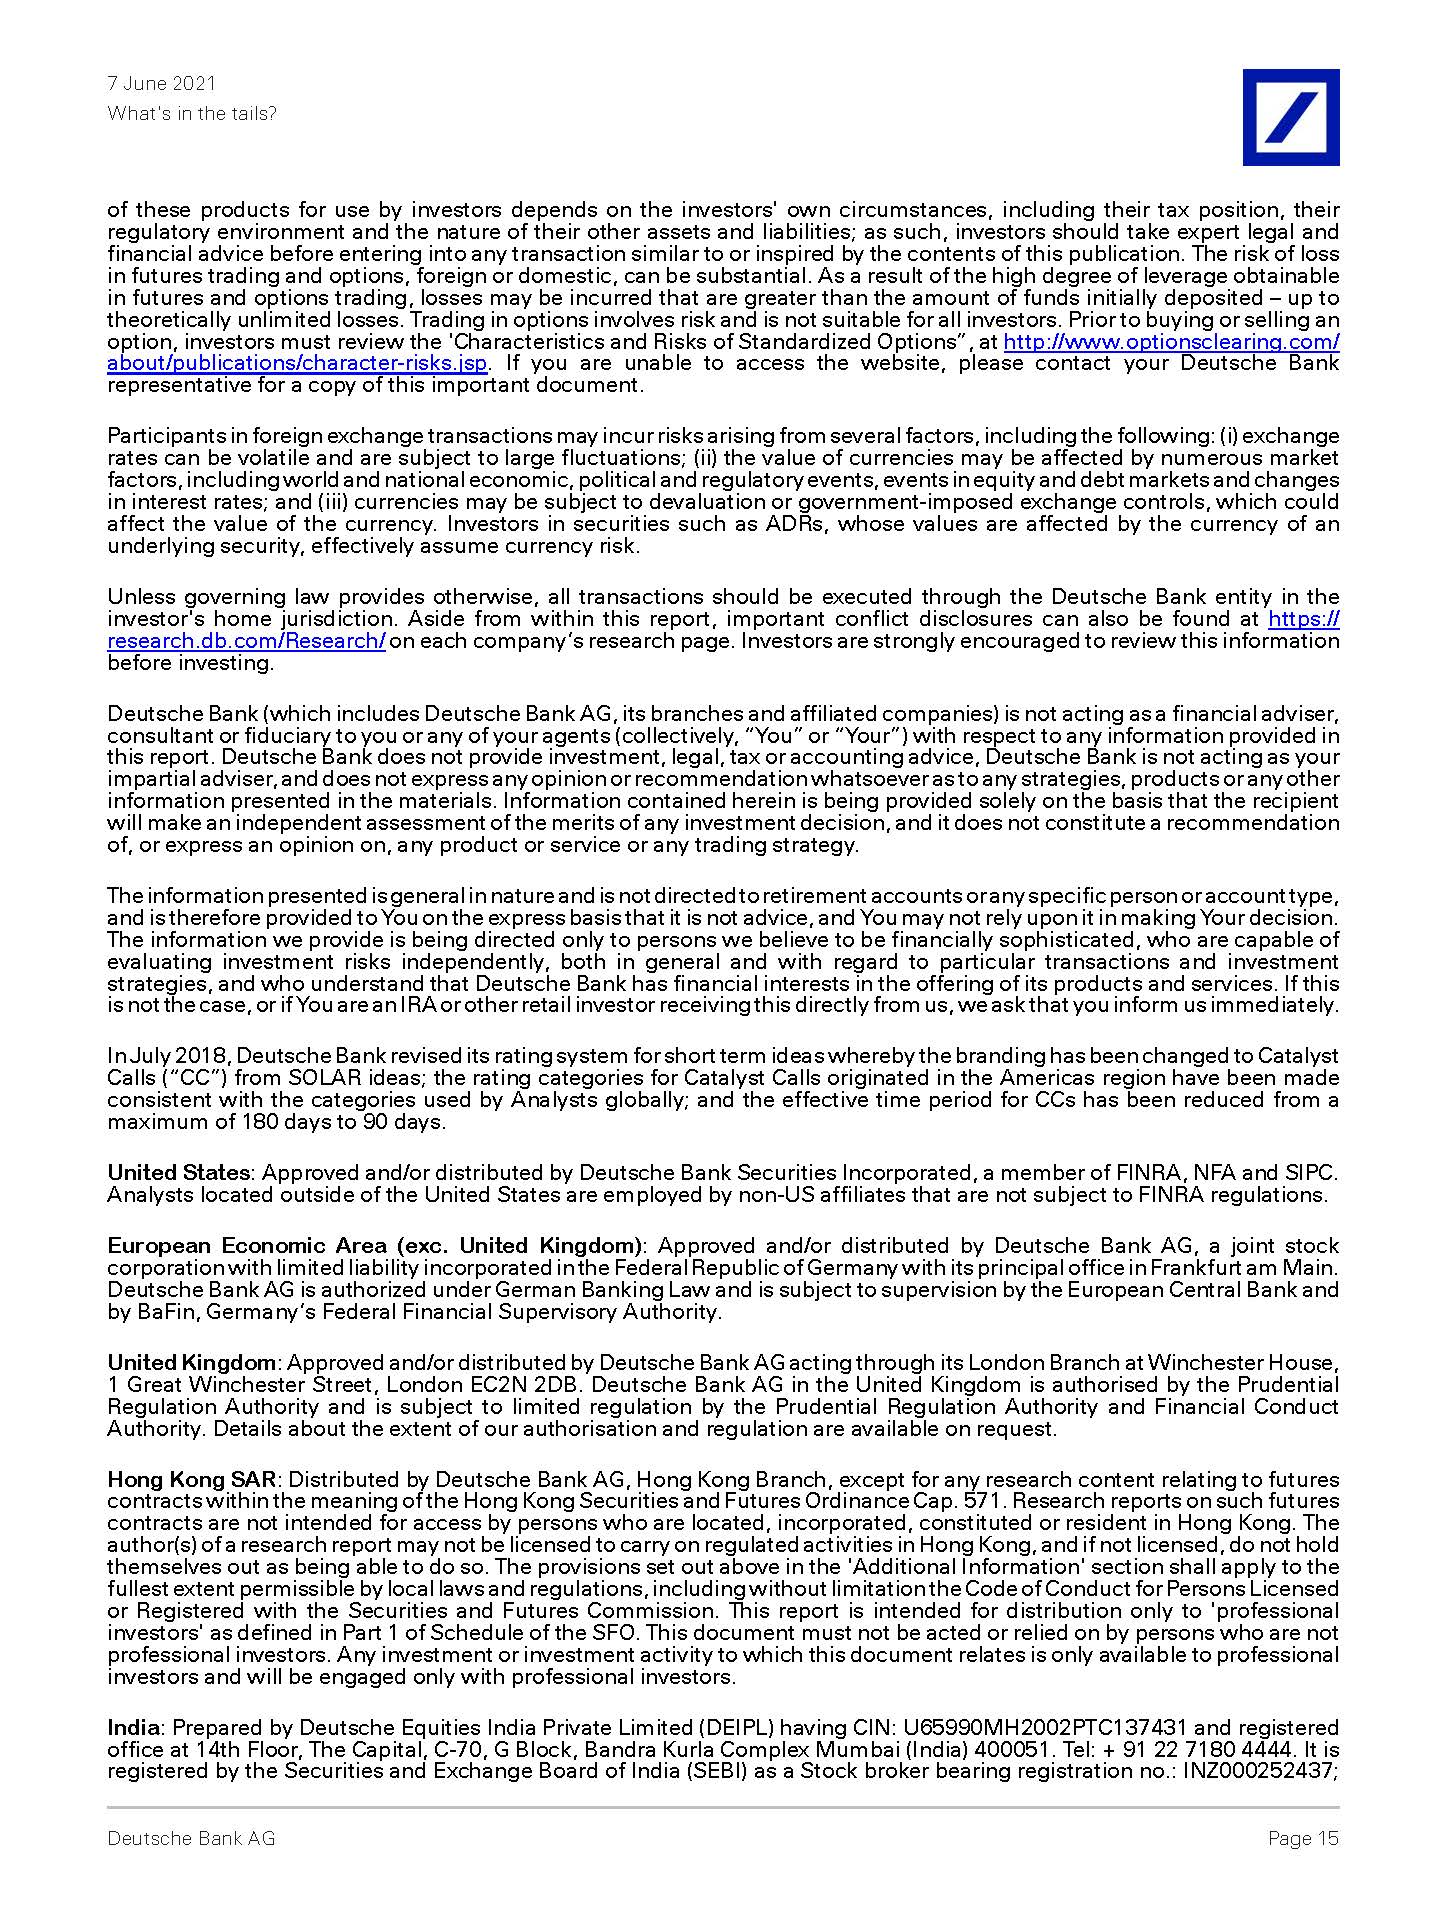 7 June 2021
What's in the tails?
of these products for use by investors depends on the investors' own circumstances, including their tax position, their
regulatory environment and the nature of their other assets and liabilities; as such, investors should take expert legal and
financial advice before entering into any transaction similar to or inspired by the contents of this publication. The risk of loss
in futures trading and options, foreign or domestic, can be substantial. As a result of the high degree of leverage obtainable
in futures and options trading, losses may be incurred that are greater than the amount of funds initially deposited – up to
theoretically unlimited losses. Trading in options involves risk and is not suitable for all investors. Prior to buying or selling an
option, investors must review the 'Characteristics and Risks of Standardized Options”, at http://www.optionsclearing.com/
about/publications/character-risks.jsp. If you are unable to access the website, please contact your Deutsche Bank
representative for a copy of this important document.
Participants in foreign exchange transactions may incur risks arising from several factors, including the following: (i) exchange
rates can be volatile and are subject to large fluctuations; (ii) the value of currencies may be affected by numerous market
factors, including world and national economic, political and regulatory events, events in equity and debt markets and changes
in interest rates; and (iii) currencies may be subject to devaluation or government-imposed exchange controls, which could
affect the value of the currency. Investors in securities such as ADRs, whose values are affected by the currency of an
underlying security, effectively assume currency risk.
Unless governing law provides otherwise, all transactions should be executed through the Deutsche Bank entity in the
investor's home jurisdiction. Aside from within this report, important conflict disclosures can also be found at https://
research.db.com/Research/ on each company’s research page. Investors are strongly encouraged to review this information
before investing.
Deutsche Bank (which includes Deutsche Bank AG, its branches and affiliated companies) is not acting as a financial adviser,
consultant or fiduciary to you or any of your agents (collectively, “You” or “Your”) with respect to any information provided in
this report. Deutsche Bank does not provide investment, legal, tax or accounting advice, Deutsche Bank is not acting as your
impartial adviser, and does not express any opinion or recommendation whatsoever as to any strategies, products or any other
information presented in the materials. Information contained herein is being provided solely on the basis that the recipient
will make an independent assessment of the merits of any investment decision, and it does not constitute a recommendation
of, or express an opinion on, any product or service or any trading strategy.
The information presented is general in nature and is not directed to retirement accounts or any specific person or account type,
and is therefore provided to You on the express basis that it is not advice, and You may not rely upon it in making Your decision.
The information we provide is being directed only to persons we believe to be financially sophisticated, who are capable of
evaluating investment risks independently, both in general and with regard to particular transactions and investment
strategies, and who understand that Deutsche Bank has financial interests in the offering of its products and services. If this
is not the case, or if You are an IRA or other retail investor receiving this directly from us, we ask that you inform us immediately.
In July 2018, Deutsche Bank revised its rating system for short term ideas whereby the branding has been changed to Catalyst
Calls (“CC”) from SOLAR ideas; the rating categories for Catalyst Calls originated in the Americas region have been made
consistent with the categories used by Analysts globally; and the effective time period for CCs has been reduced from a
maximum of 180 days to 90 days.
United States: Approved and/or distributed by Deutsche Bank Securities Incorporated, a member of FINRA, NFA and SIPC.
Analysts located outside of the United States are employed by non-US affiliates that are not subject to FINRA regulations.
European Economic Area (exc. United Kingdom): Approved and/or distributed by Deutsche Bank AG, a joint stock
corporation with limited liability incorporated in the Federal Republic of Germany with its principal office in Frankfurt am Main.
Deutsche Bank AG is authorized under German Banking Law and is subject to supervision by the European Central Bank and
by BaFin, Germany’s Federal Financial Supervisory Authority.
United Kingdom: Approved and/or distributed by Deutsche Bank AG acting through its London Branch at Winchester House,
1 Great Winchester Street, London EC2N 2DB. Deutsche Bank AG in the United Kingdom is authorised by the Prudential
Regulation Authority and is subject to limited regulation by the Prudential Regulation Authority and Financial Conduct
Authority. Details about the extent of our authorisation and regulation are available on request.
Hong Kong SAR: Distributed by Deutsche Bank AG, Hong Kong Branch, except for any research content relating to futures
contracts within the meaning of the Hong Kong Securities and Futures Ordinance Cap. 571. Research reports on such futures
contracts are not intended for access by persons who are located, incorporated, constituted or resident in Hong Kong. The
author(s) of a research report may not be licensed to carry on regulated activities in Hong Kong, and if not licensed, do not hold
themselves out as being able to do so. The provisions set out above in the 'Additional Information' section shall apply to the
fullest extent permissible by local laws and regulations, including without limitation the Code of Conduct for Persons Licensed
or Registered with the Securities and Futures Commission. This report is intended for distribution only to 'professional
investors' as defined in Part 1 of Schedule of the SFO. This document must not be acted or relied on by persons who are not
professional investors. Any investment or investment activity to which this document relates is only available to professional
investors and will be engaged only with professional investors.
India: Prepared by Deutsche Equities India Private Limited (DEIPL) having CIN: U65990MH2002PTC137431 and registered
office at 14th Floor, The Capital, C-70, G Block, Bandra Kurla Complex Mumbai (India) 400051. Tel: + 91 22 7180 4444. It is
registered by the Securities and Exchange Board of India (SEBI) as a Stock broker bearing registration no.: INZ000252437;
Deutsche Bank AG
Page 15